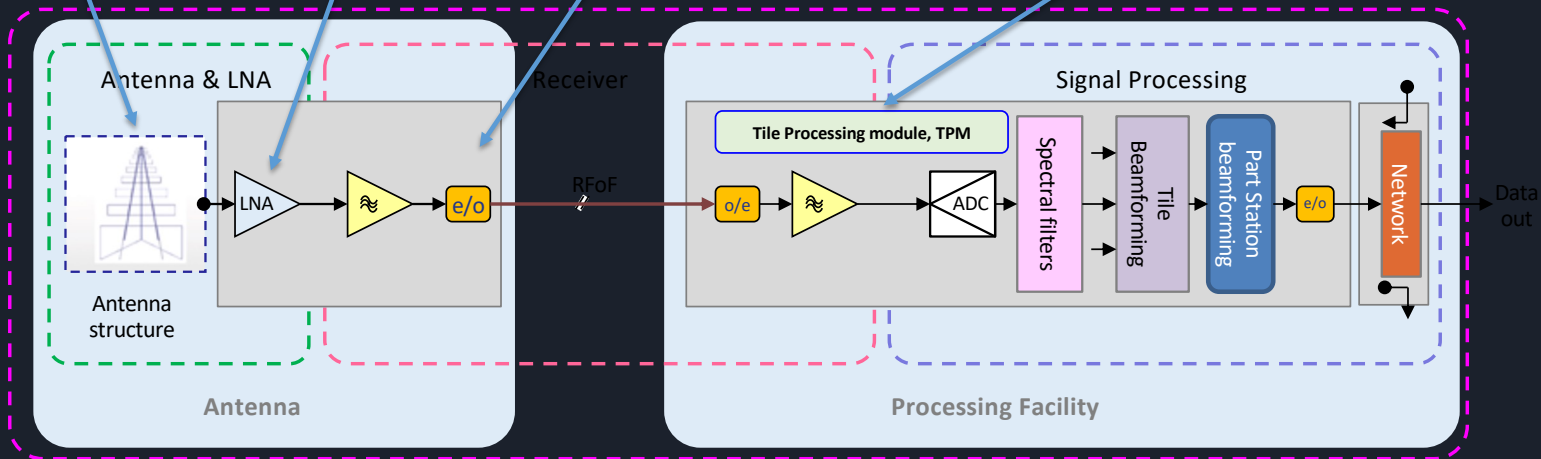 Antenna & LNA
Receiver
Signal Processing
Tile Processing module, TPM
LNA
e/o
RFoF
o/e
ADC
Spectral filters
Tile
Beamforming
Part Station
beamforming
e/o
Network
Data
out
Antenna
structure
Antenna
Processing Facility